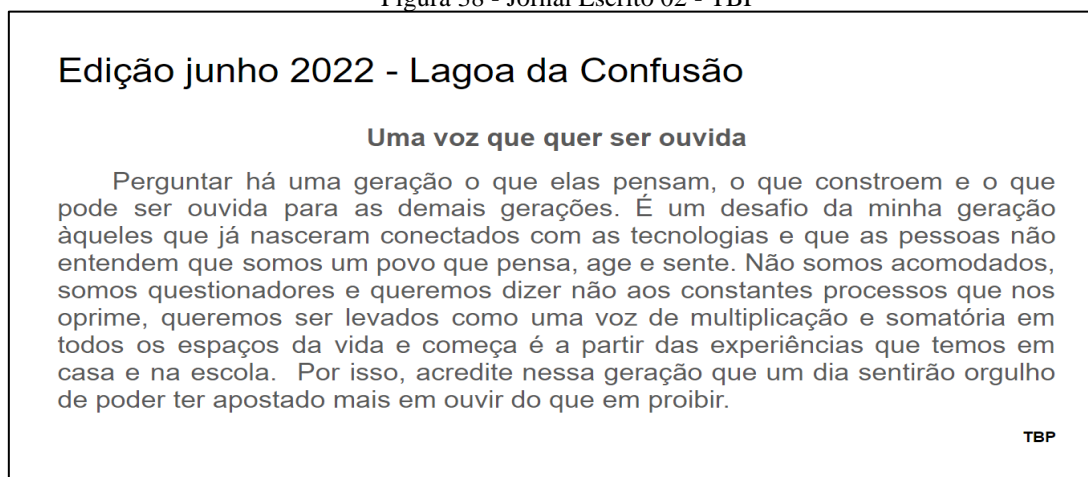 Figura 38 - Jornal Escrito 02 - TBP
Edição junho 2022 - Lagoa da Confusão
Uma voz que quer ser ouvida
Perguntar há uma geração o que elas pensam, o que constroem e o que
pode ser ouvida para as demais gerações. É um desafio da minha geração
àqueles que já nasceram conectados com as tecnologias e que as pessoas não
entendem que somos um povo que pensa, age e sente. Não somos acomodados,
somos questionadores e queremos dizer não aos constantes processos que nos
oprime, queremos ser levados como uma voz de multiplicação e somatória em
todos os espaços da vida e começa é a partir das experiências que temos em
casa e na escola.  Por isso, acredite nessa geração que um dia sentirão orgulho
de poder ter apostado mais em ouvir do que em proibir.
TBP